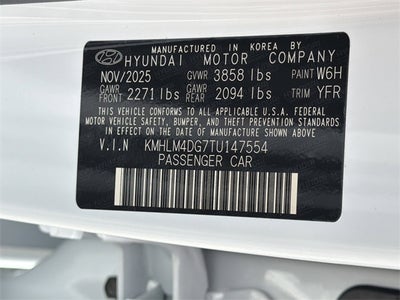 MANUFACTURED IN KOREA BY
HYUNDAI MOTOR COMPANY
NOV/2025 GVWR 3858 lbs PAINT W6H
GAWR FRONT 2271 lbs GAWR REAR 2094 lbs TRIM YFR
THIS VEHICLE CONFORMS TO ALL APPLICABLE U.S.A. FEDERAL
MOTOR VEHICLE SAFETY, BUMPER, AND THEFT PREVENTION
STANDARDS IN EFFECT ON THE DATE OF MANUFACTURE SHOWN ABOVE.
V.I.N KMHLM4DG7TU147554
PASSENGER CAR